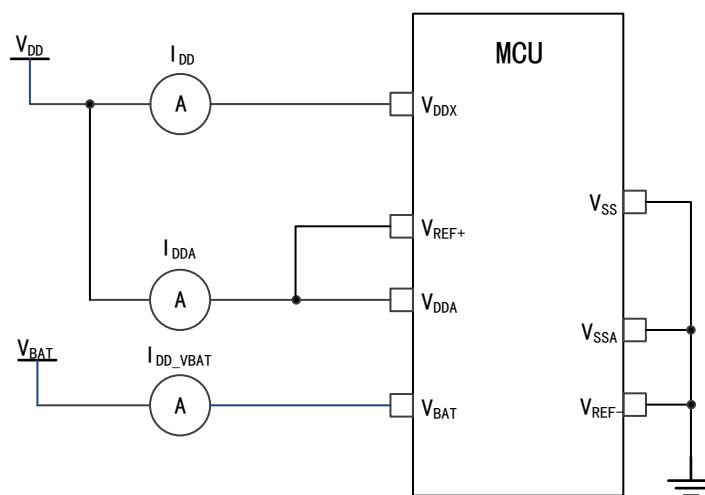 MCU
VDD
IDD
A
VDDX
VSS
VREF+
IDDA
A
VDDA
VSSA
VBAT
IDD_VBAT
A
VBAT
VREF-